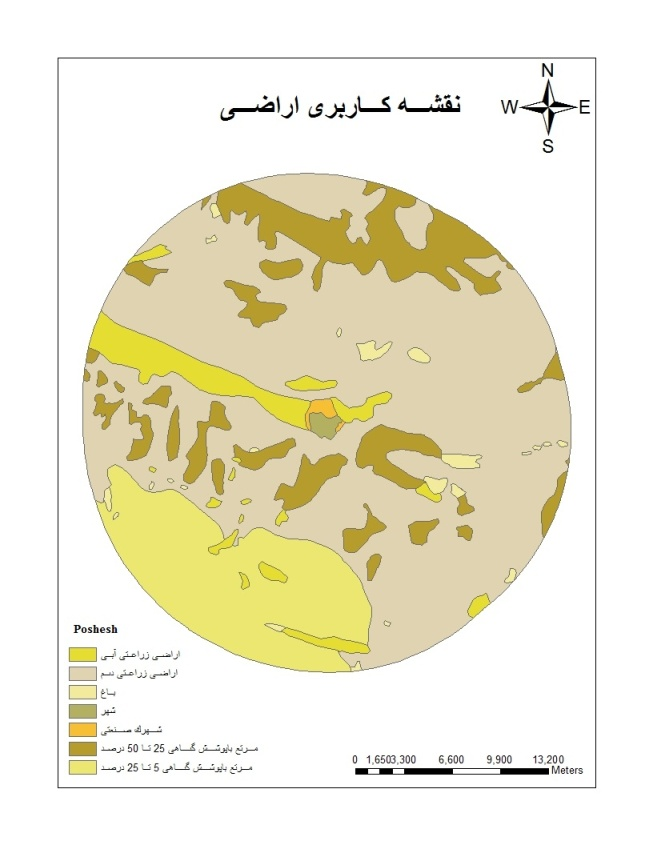 N
نقشه کاربری اراضی
W E
S
Poshesh
اراضی زراعتی آبی
اراضی زراعتی دیم
باغ
شهر
شهرک صنعتی
مرتع باپوشش گیاهی 25 تا 50 درصد
مرتع باپوشش گیاهی 5 تا 25 درصد
0 1,650 3,300 6,600 9,900 13,200
Meters